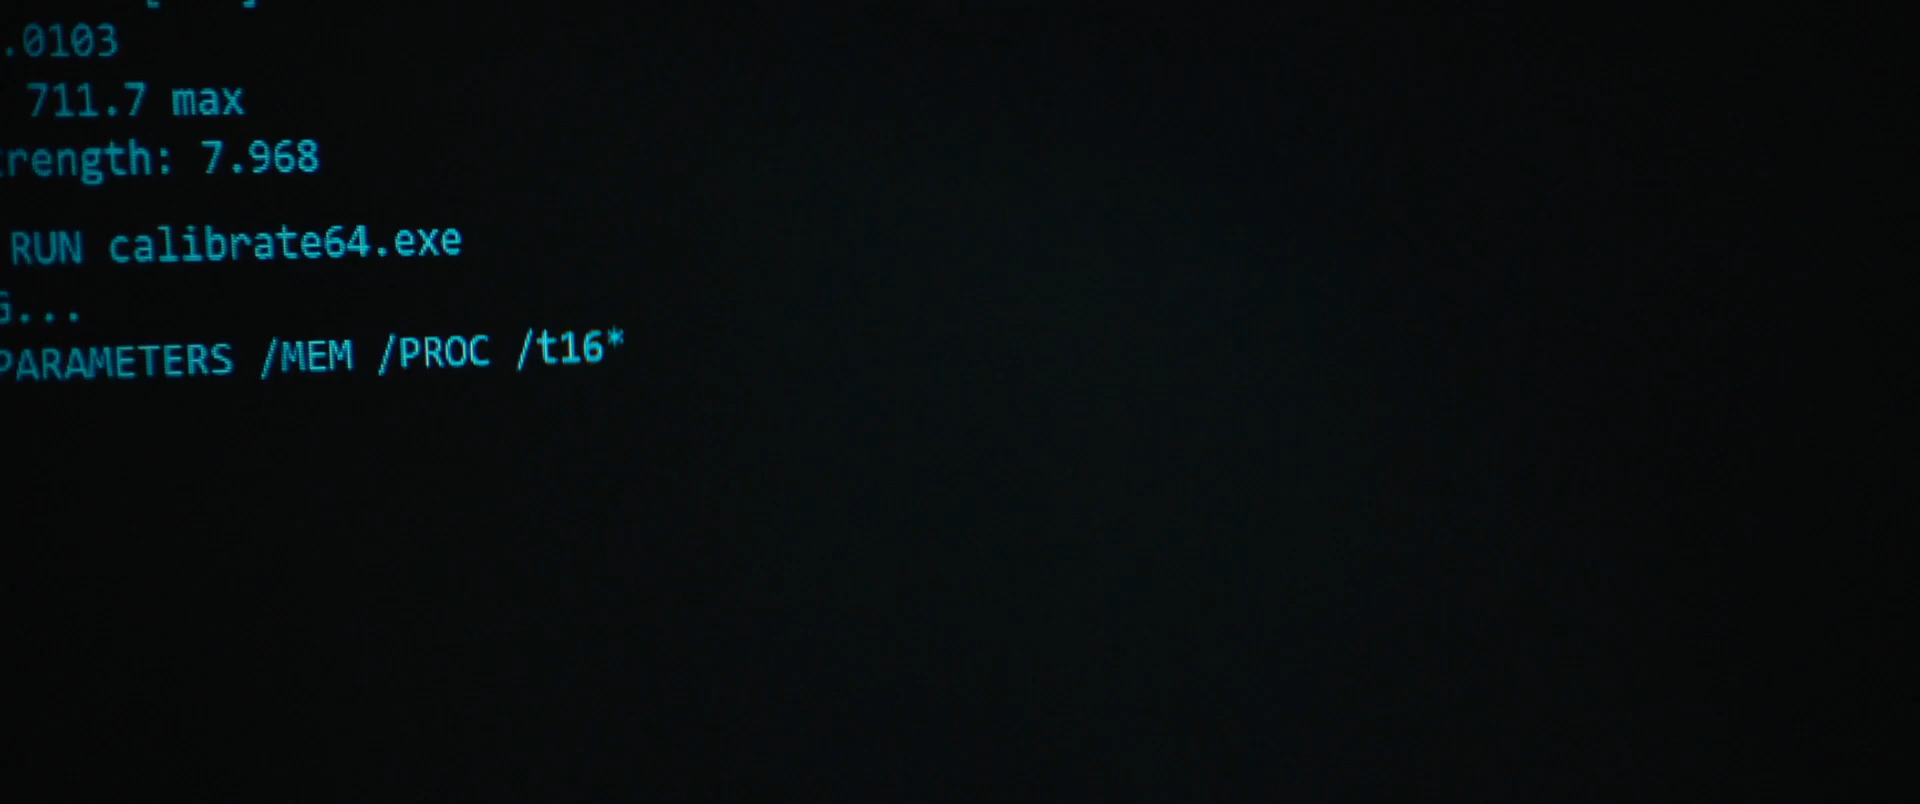 .0103
711.7 max
rength: 7.968
RUN calibrate64.exe
G...
PARAMETERS /MEM /PROC /t16*